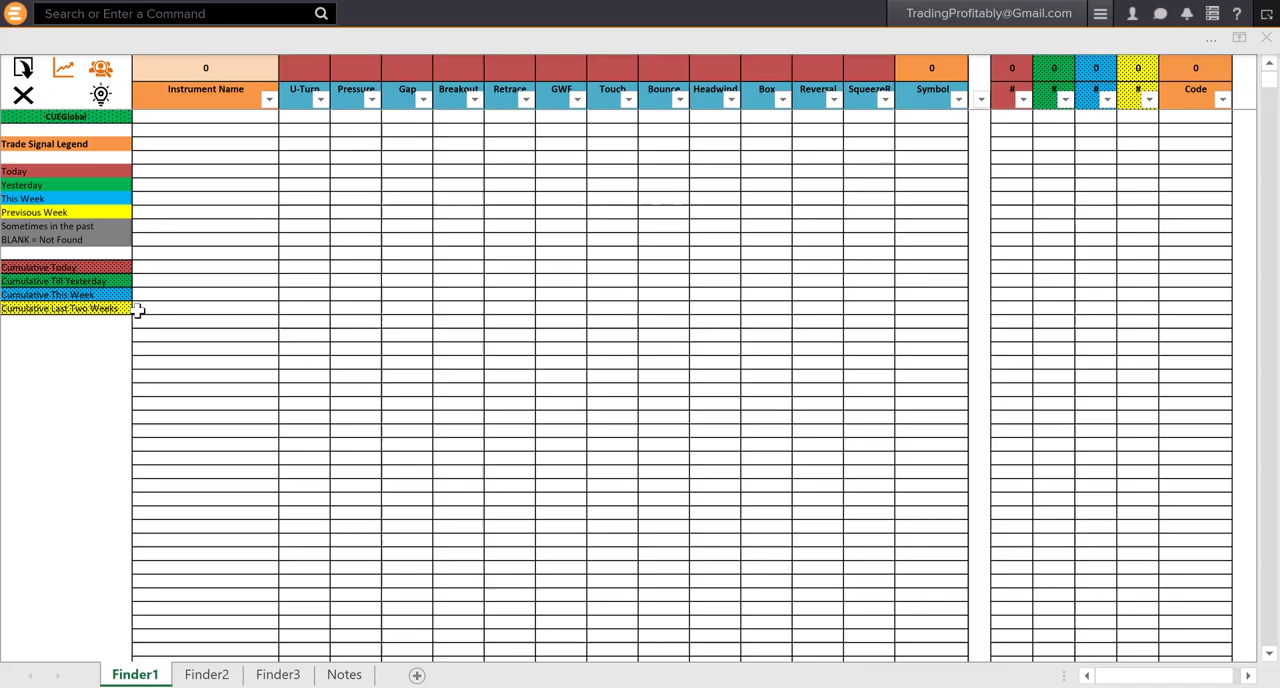 Search or Enter a Command
TradingProfitably@Gmail.com
?
...
0 0 0 0 0 0 0
Instrument Name U-Turn Pressure Gap Breakout Retrace GWF Touch Bounce Headwind Box Reversal SqueezeR Symbol # # # # Code
CUEGlobal
Trade Signal Legend
Today
Yesterday
This Week
Previsous Week
Sometimes in the past
BLANK = Not Found
Cumulative Today
Cumulative Till Yesterday
Cumulative This Week
Cumulative Last Two Weeks
Finder1 Finder2 Finder3 Notes